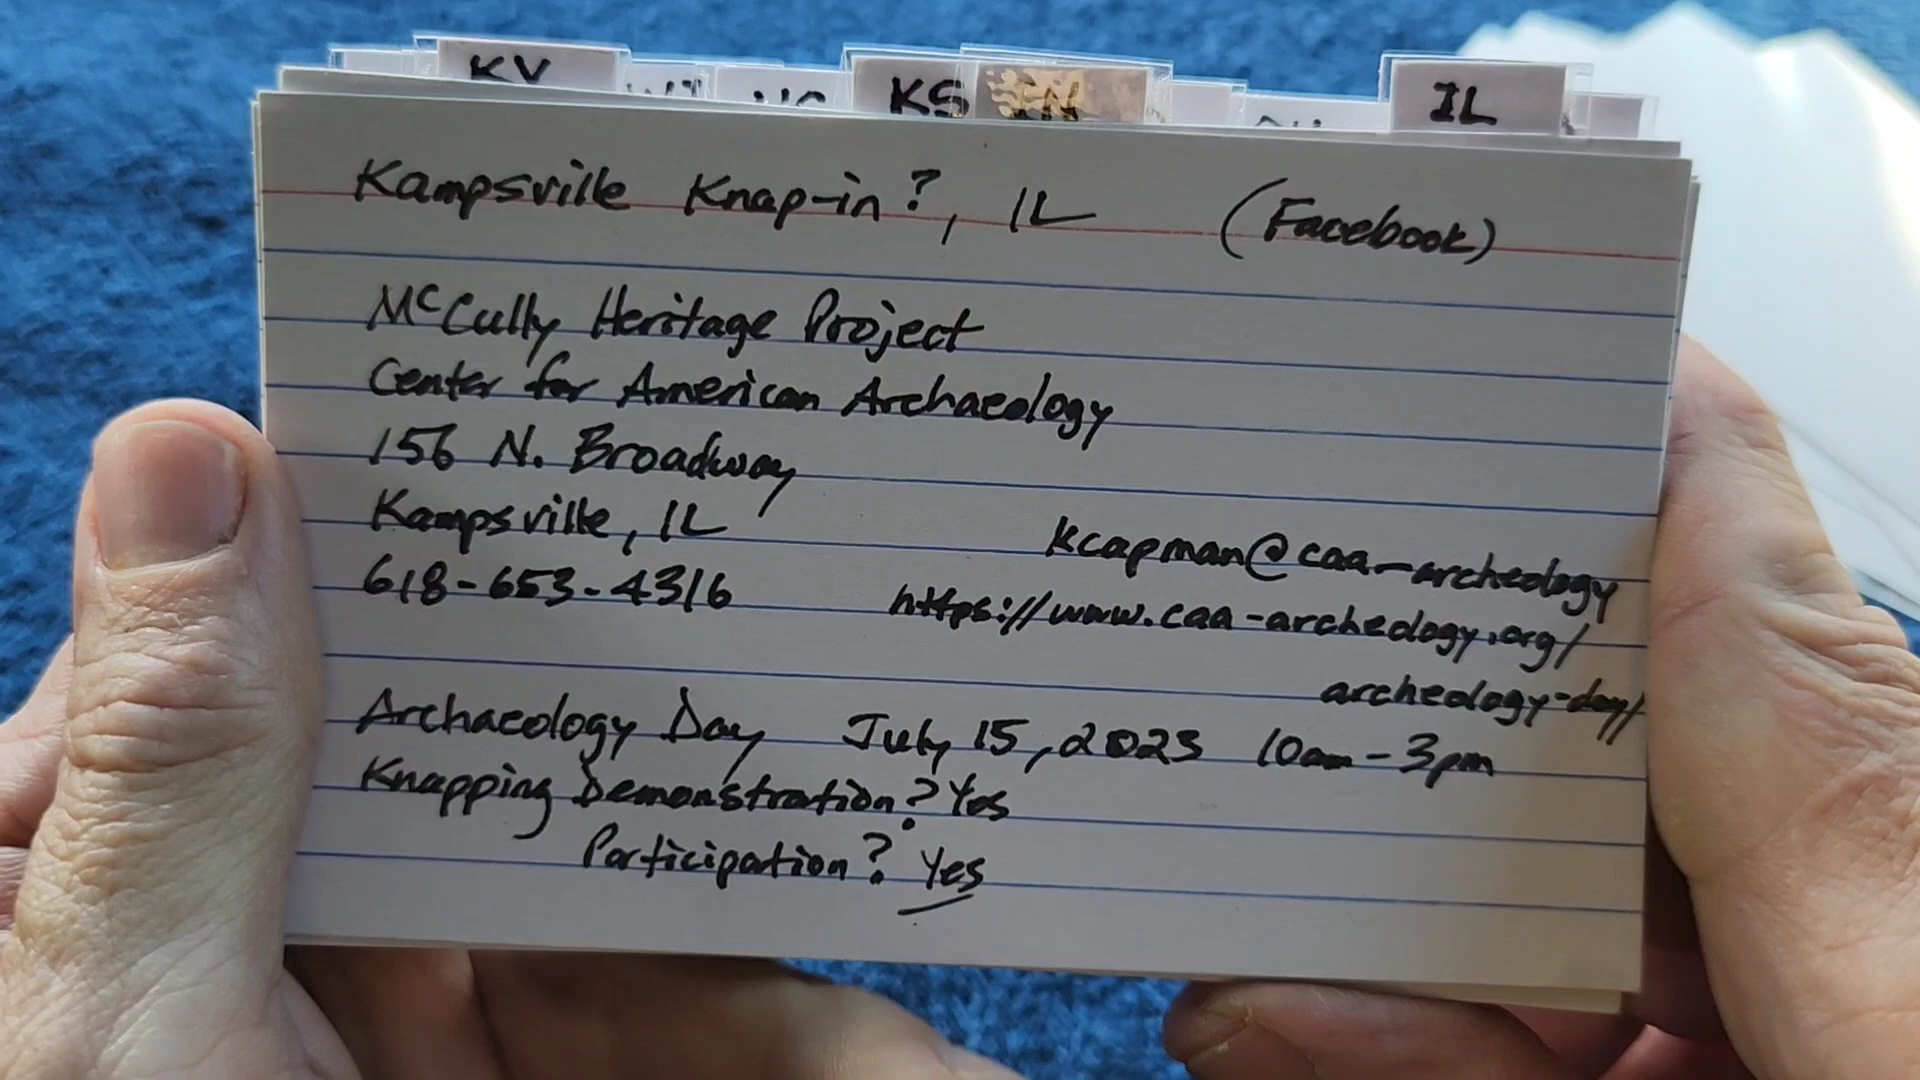 KY KS IN IL
Kampsville Knap-in?, IL (Facebook)
McCully Heritage Project
Center for American Archaeology
156 N. Broadway
Kampsville, IL kcapman@caa-archeology
618-653-4316 https://www.caa-archeology.org/
archeology-day/
Archaeology Day July 15, 2023 10am-3pm
Knapping Demonstration? Yes
Participation? Yes